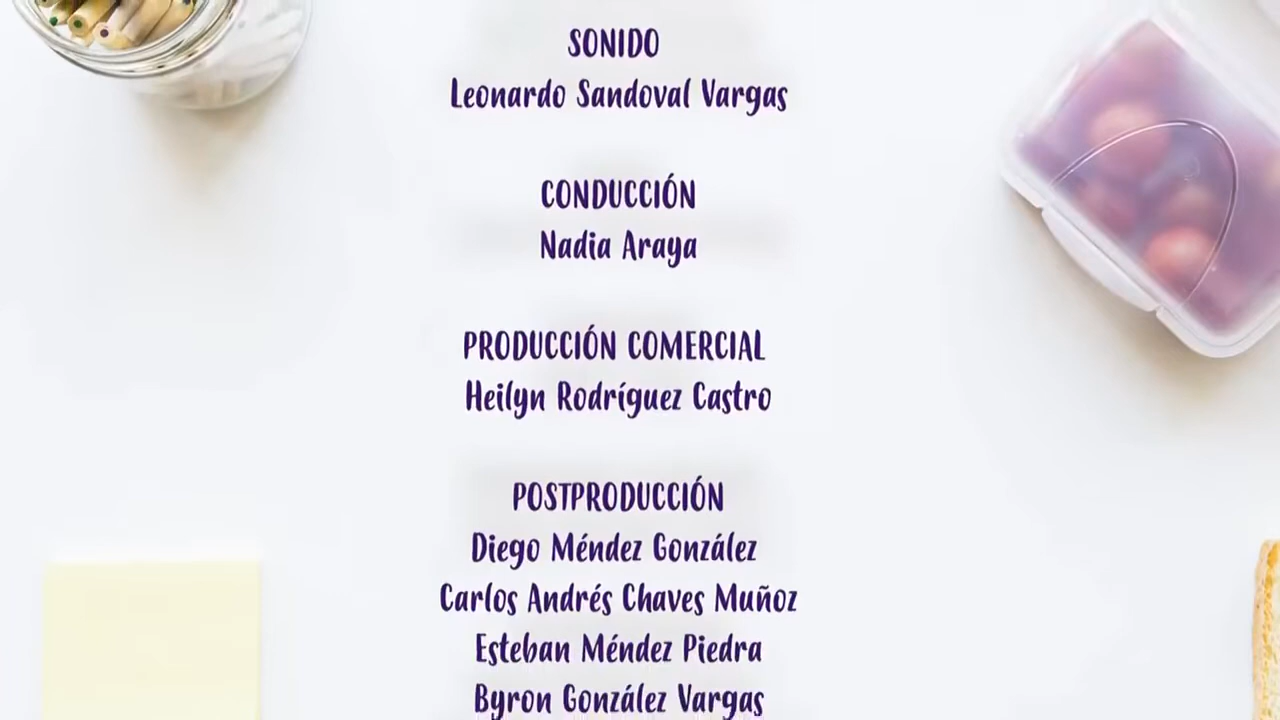 SONIDO
Leonardo Sandoval Vargas
CONDUCCIÓN
Nadia Araya
PRODUCCIÓN COMERCIAL
Heilyn Rodríguez Castro
POSTPRODUCCIÓN
Diego Méndez González
Carlos Andrés Chaves Muñoz
Esteban Méndez Piedra
Byron González Vargas